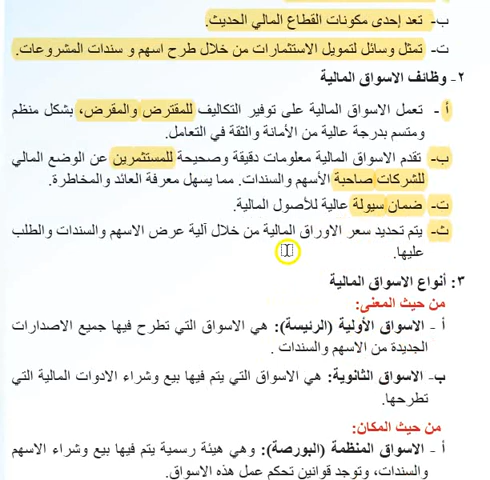 ب- تعد إحدى مكونات القطاع المالي الحديث.
ت- تمثل وسائل لتمويل الاستثمارات من خلال طرح اسهم و سندات المشروعات.
٢- وظائف الاسواق المالية
أ- تعمل الاسواق المالية على توفير التكاليف للمقترض والمقرض، بشكل منظم
ومتسم بدرجة عالية من الأمانة والثقة في التعامل.
ب- تقدم الاسواق المالية معلومات دقيقة وصحيحة للمستثمرين عن الوضع المالي
للشركات صاحبة الأسهم والسندات. مما يسهل معرفة العائد والمخاطرة.
ت- ضمان سيولة عالية للأصول المالية.
ث- يتم تحديد سعر الاوراق المالية من خلال آلية عرض الاسهم والسندات والطلب
عليها.
٣: أنواع الاسواق المالية
من حيث المعنى:
أ - الاسواق الأولية (الرئيسة): هي الاسواق التي تطرح فيها جميع الاصدارات
الجديدة من الاسهم والسندات .
ب- الاسواق الثانوية: هي الاسواق التي يتم فيها بيع وشراء الادوات المالية التي
تطرحها.
من حيث المكان:
أ - الاسواق المنظمة (البورصة): وهي هيئة رسمية يتم فيها بيع وشراء الاسهم
والسندات، وتوجد قوانين تحكم عمل هذه الاسواق.